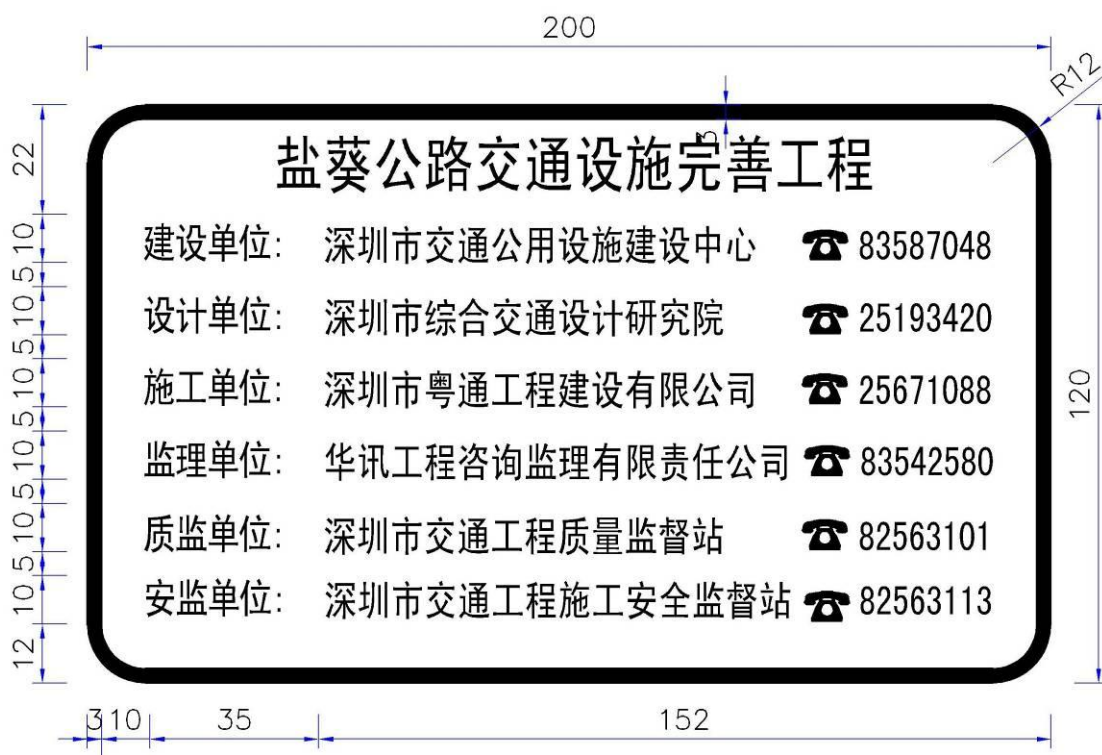 200
R12
3
盐葵公路交通设施完善工程
建设单位: 深圳市交通公用设施建设中心 ☎ 83587048
设计单位: 深圳市综合交通设计研究院 ☎ 25193420
施工单位: 深圳市粤通工程建设有限公司 ☎ 25671088
监理单位: 华讯工程咨询监理有限责任公司 ☎ 83542580
质监单位: 深圳市交通工程质量监督站 ☎ 82563101
安监单位: 深圳市交通工程施工安全监督站 ☎ 82563113
22
10
5
10
5
10
5
10
5
10
5
10
12
120
3 10 35 152